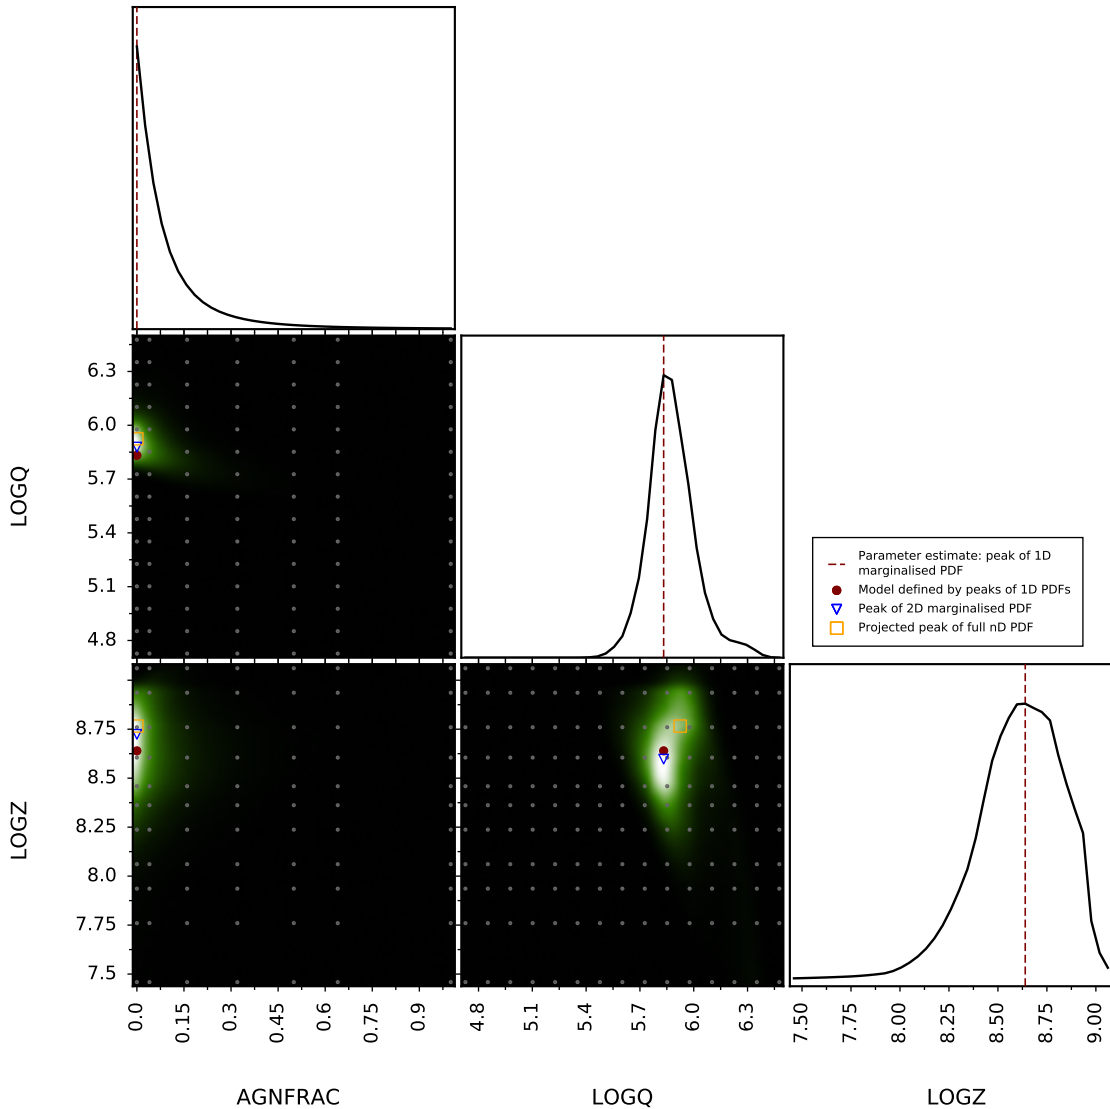 6.3
6.0
5.7
5.4
5.1
4.8
LOGQ
Parameter estimate: peak of 1D
marginalised PDF
Model defined by peaks of 1D PDFs
Peak of 2D marginalised PDF
Projected peak of full nD PDF
8.75
8.5
8.25
8.0
7.75
7.5
LOGZ
0.0 0.15 0.3 0.45 0.75 0.9
4.8 5.1 5.4 5.7 6.0 6.3
7.50 7.75 8.00 8.25 8.50 8.75 9.00
AGNFRAC LOGQ LOGZ